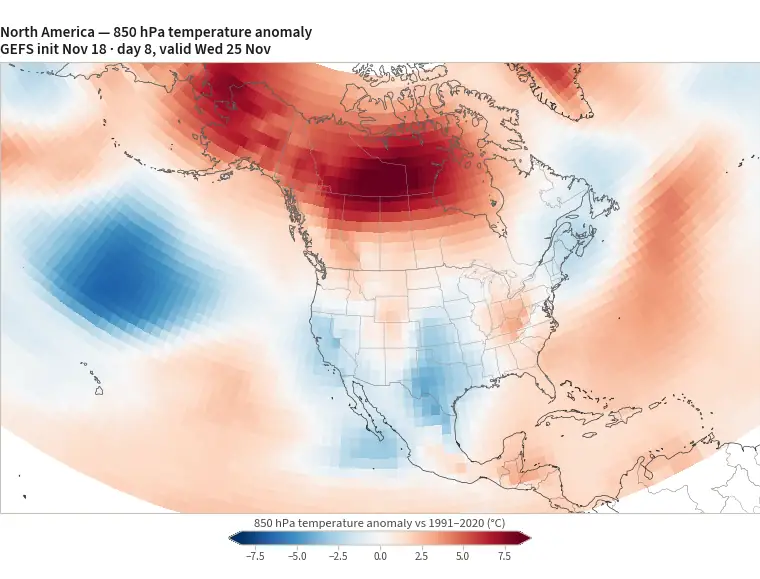 North America — 850 hPa temperature anomaly
GEFS init Nov 18 · day 8, valid Wed 25 Nov
850 hPa temperature anomaly vs 1991–2020 (°C)
−7.5 −5.0 −2.5 0.0 2.5 5.0 7.5